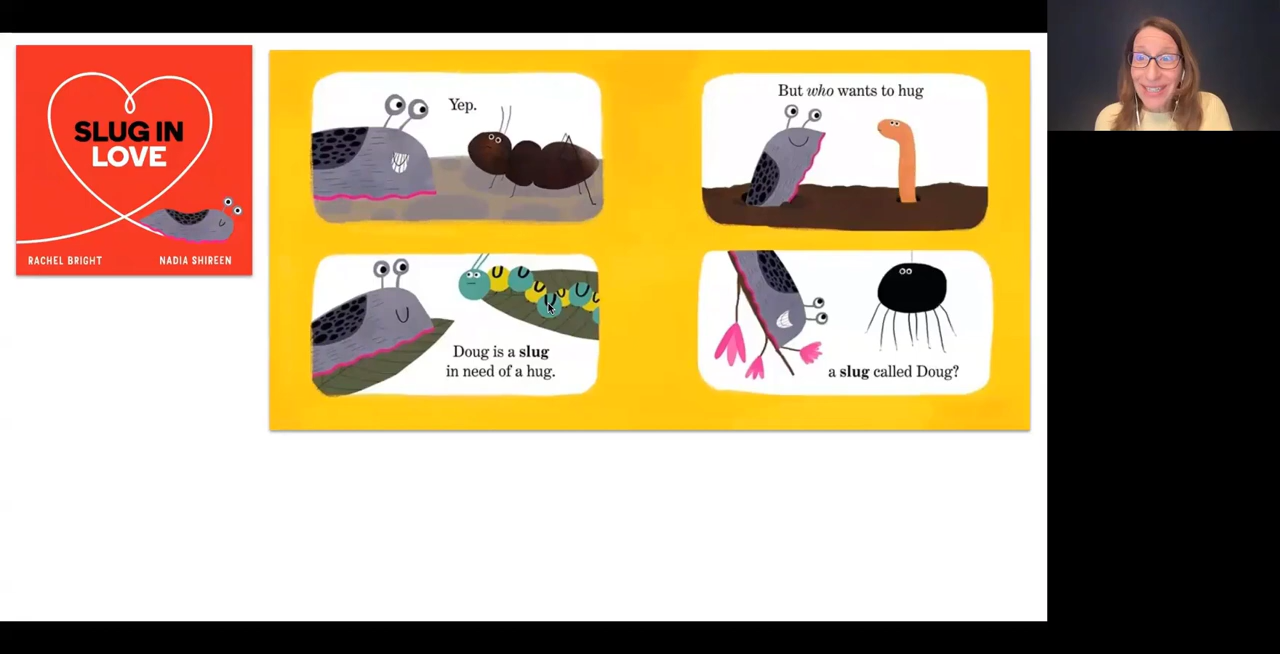 SLUG IN
LOVE
RACHEL BRIGHT
NADIA SHIREEN
Yep.
Doug is a slug
in need of a hug.
But who wants to hug
a slug called Doug?